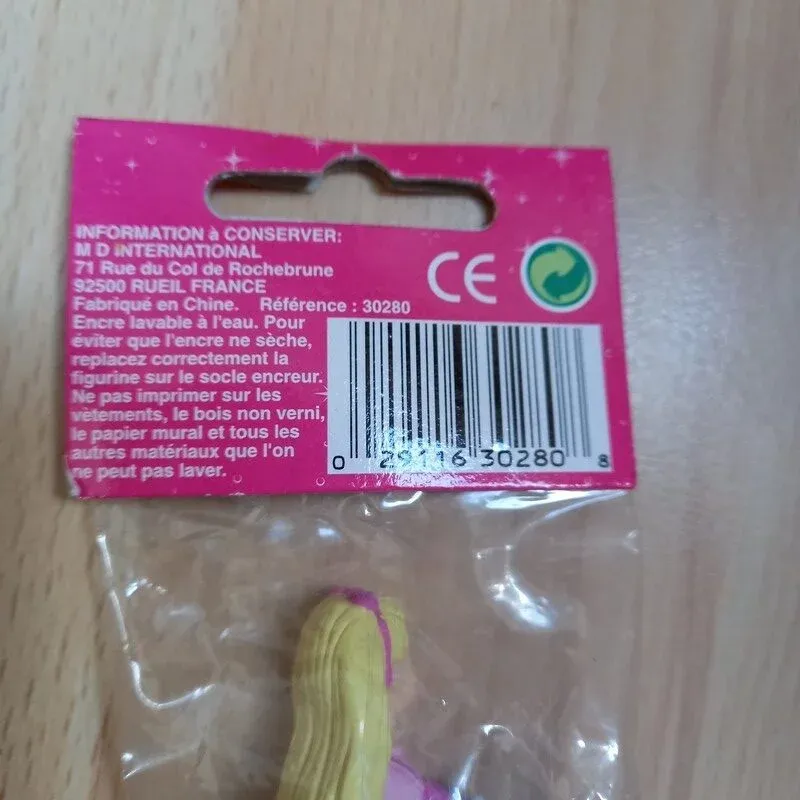 INFORMATION à CONSERVER:
M D INTERNATIONAL
71 Rue du Col de Rochebrune
92500 RUEIL FRANCE
Fabriqué en Chine. Référence : 30280
Encre lavable à l'eau. Pour
éviter que l'encre ne sèche,
replacez correctement la
figurine sur le socle encreur.
Ne pas imprimer sur les
vêtements, le bois non verni,
le papier mural et tous les
autres matériaux que l'on
ne peut pas laver.
CE
0 29116 30280 8